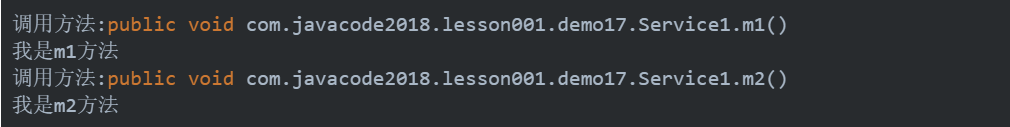 调用方法:public void com.javacode2018.lesson001.demo17.Service1.m1()
我是m1方法
调用方法:public void com.javacode2018.lesson001.demo17.Service1.m2()
我是m2方法